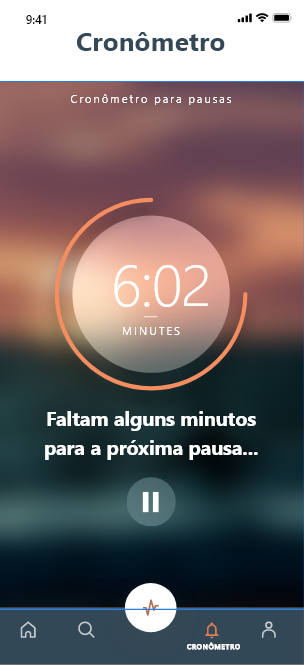 9:41
Cronômetro
Cronômetro para pausas
6:02
MINUTES
Faltam alguns minutos
para a próxima pausa...
CRONÔMETRO